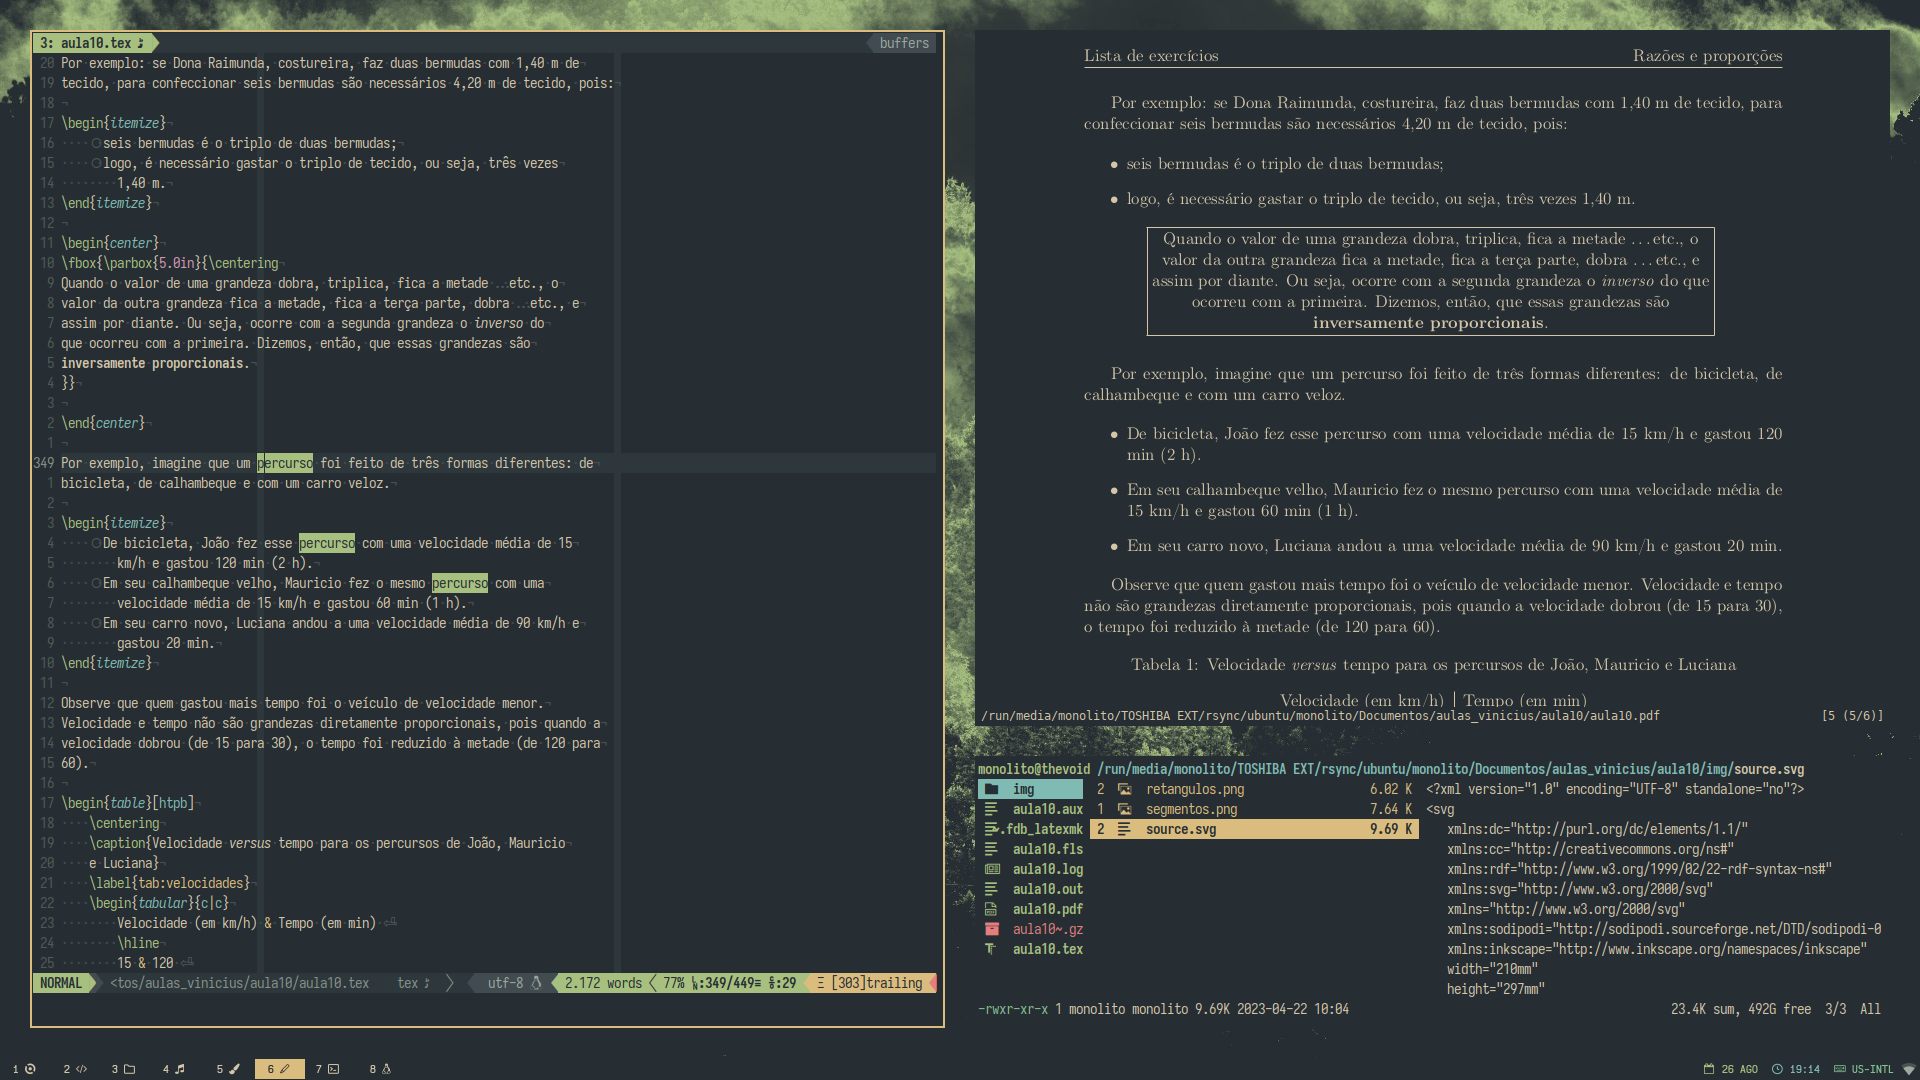 3: aula10.tex
buffers
20 Por exemplo: se Dona Raimunda, costureira, faz duas bermudas com 1,40 m de
19 tecido, para confeccionar seis bermudas são necessários 4,20 m de tecido, pois:
18
17 \begin{itemize}
16 ○seis bermudas é o triplo de duas bermudas;
15 ○logo, é necessário gastar o triplo de tecido, ou seja, três vezes
14 1,40 m.
13 \end{itemize}
12
11 \begin{center}
10 \fbox{\parbox{5.0in}{\centering
9 Quando o valor de uma grandeza dobra, triplica, fica a metade …etc., o
8 valor da outra grandeza fica a metade, fica a terça parte, dobra …etc., e
7 assim por diante. Ou seja, ocorre com a segunda grandeza o inverso do
6 que ocorreu com a primeira. Dizemos, então, que essas grandezas são
5 inversamente proporcionais.
4 }}
3
2 \end{center}
1
349 Por exemplo, imagine que um percurso foi feito de três formas diferentes: de
1 bicicleta, de calhambeque e com um carro veloz.
2
3 \begin{itemize}
4 ○De bicicleta, João fez esse percurso com uma velocidade média de 15
5 km/h e gastou 120 min (2 h).
6 ○Em seu calhambeque velho, Mauricio fez o mesmo percurso com uma
7 velocidade média de 15 km/h e gastou 60 min (1 h).
8 ○Em seu carro novo, Luciana andou a uma velocidade média de 90 km/h e
9 gastou 20 min.
10 \end{itemize}
11
12 Observe que quem gastou mais tempo foi o veículo de velocidade menor.
13 Velocidade e tempo não são grandezas diretamente proporcionais, pois quando a
14 velocidade dobrou (de 15 para 30), o tempo foi reduzido à metade (de 120 para
15 60).
16
17 \begin{table}[htpb]
18 \centering
19 \caption{Velocidade versus tempo para os percursos de João, Mauricio
20 e Luciana}
21 \label{tab:velocidades}
22 \begin{tabular}{c|c}
23 Velocidade (em km/h) & Tempo (em min)
24 \hline
25 15 & 120
NORMAL <tos/aulas_vinicius/aula10/aula10.tex tex utf-8 2.172 words 77% :349/449≡ :29 Ξ [303]trailing
Lista de exercícios Razões e proporções
Por exemplo: se Dona Raimunda, costureira, faz duas bermudas com 1,40 m de tecido, para
confeccionar seis bermudas são necessários 4,20 m de tecido, pois:
• seis bermudas é o triplo de duas bermudas;
• logo, é necessário gastar o triplo de tecido, ou seja, três vezes 1,40 m.
Quando o valor de uma grandeza dobra, triplica, fica a metade ...etc., o
valor da outra grandeza fica a metade, fica a terça parte, dobra ...etc., e
assim por diante. Ou seja, ocorre com a segunda grandeza o inverso do que
ocorreu com a primeira. Dizemos, então, que essas grandezas são
inversamente proporcionais.
Por exemplo, imagine que um percurso foi feito de três formas diferentes: de bicicleta, de
calhambeque e com um carro veloz.
• De bicicleta, João fez esse percurso com uma velocidade média de 15 km/h e gastou 120
min (2 h).
• Em seu calhambeque velho, Mauricio fez o mesmo percurso com uma velocidade média de
15 km/h e gastou 60 min (1 h).
• Em seu carro novo, Luciana andou a uma velocidade média de 90 km/h e gastou 20 min.
Observe que quem gastou mais tempo foi o veículo de velocidade menor. Velocidade e tempo
não são grandezas diretamente proporcionais, pois quando a velocidade dobrou (de 15 para 30),
o tempo foi reduzido à metade (de 120 para 60).
Tabela 1: Velocidade versus tempo para os percursos de João, Mauricio e Luciana
Velocidade (em km/h) | Tempo (em min)
/run/media/monolito/TOSHIBA EXT/rsync/ubuntu/monolito/Documentos/aulas_vinicius/aula10/aula10.pdf [5 (5/6)]
monolito@thevoid /run/media/monolito/TOSHIBA EXT/rsync/ubuntu/monolito/Documentos/aulas_vinicius/aula10/img/source.svg
img 2 retangulos.png 6.02 K <?xml version="1.0" encoding="UTF-8" standalone="no"?>
aula10.aux 1 segmentos.png 7.64 K <svg
.fdb_latexmk 2 source.svg 9.69 K xmlns:dc="http://purl.org/dc/elements/1.1/"
aula10.fls xmlns:cc="http://creativecommons.org/ns#"
aula10.log xmlns:rdf="http://www.w3.org/1999/02/22-rdf-syntax-ns#"
aula10.out xmlns:svg="http://www.w3.org/2000/svg"
aula10.pdf xmlns="http://www.w3.org/2000/svg"
aula10~.gz xmlns:sodipodi="http://sodipodi.sourceforge.net/DTD/sodipodi-0
aula10.tex xmlns:inkscape="http://www.inkscape.org/namespaces/inkscape"
width="210mm"
height="297mm"
-rwxr-xr-x 1 monolito monolito 9.69K 2023-04-22 10:04 23.4K sum, 492G free 3/3 All
1 2 3 4 5 6 7 8 26 AGO 19:14 US-INTL